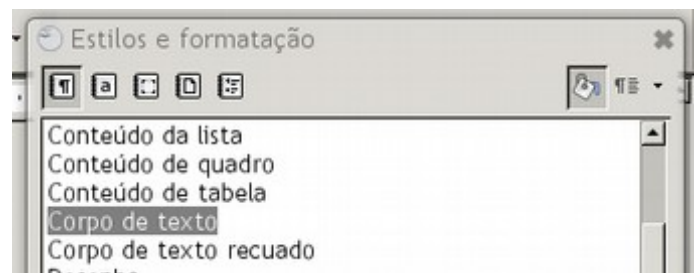 Estilos e formatação
Conteúdo da lista
Conteúdo de quadro
Conteúdo de tabela
Corpo de texto
Corpo de texto recuado